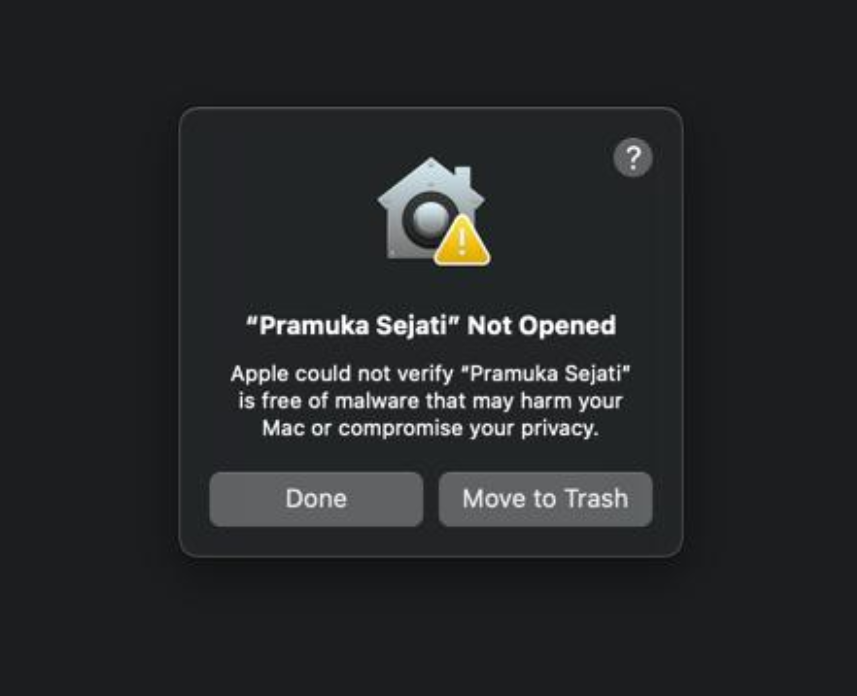 ?
“Pramuka Sejati” Not Opened
Apple could not verify “Pramuka Sejati”
is free of malware that may harm your
Mac or compromise your privacy.
Done
Move to Trash